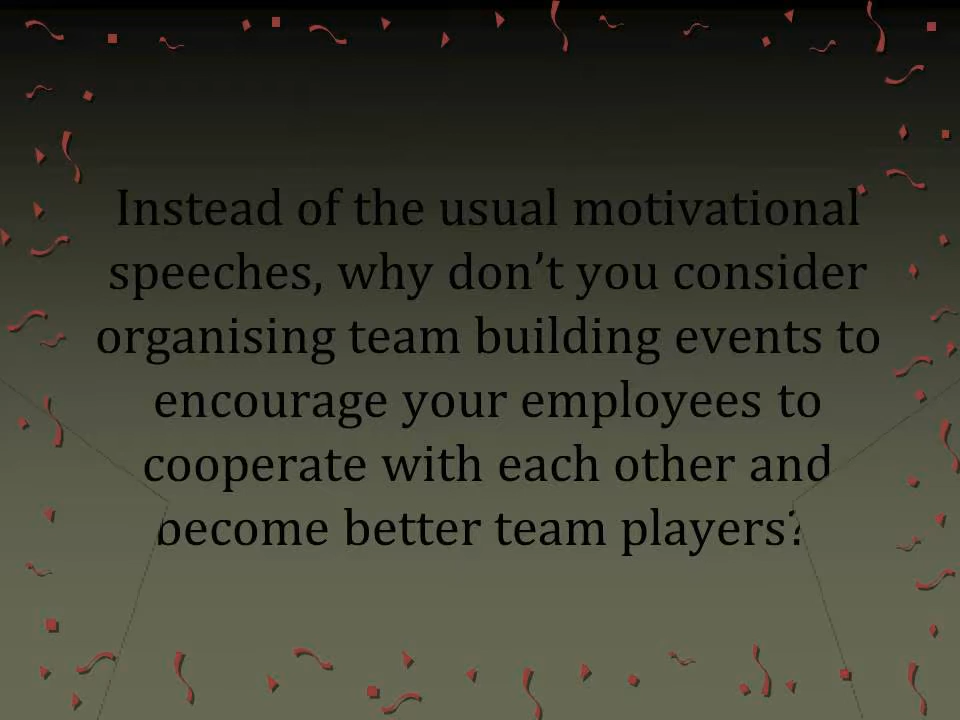 Instead of the usual motivational
speeches, why don’t you consider
organising team building events to
encourage your employees to
cooperate with each other and
become better team players?